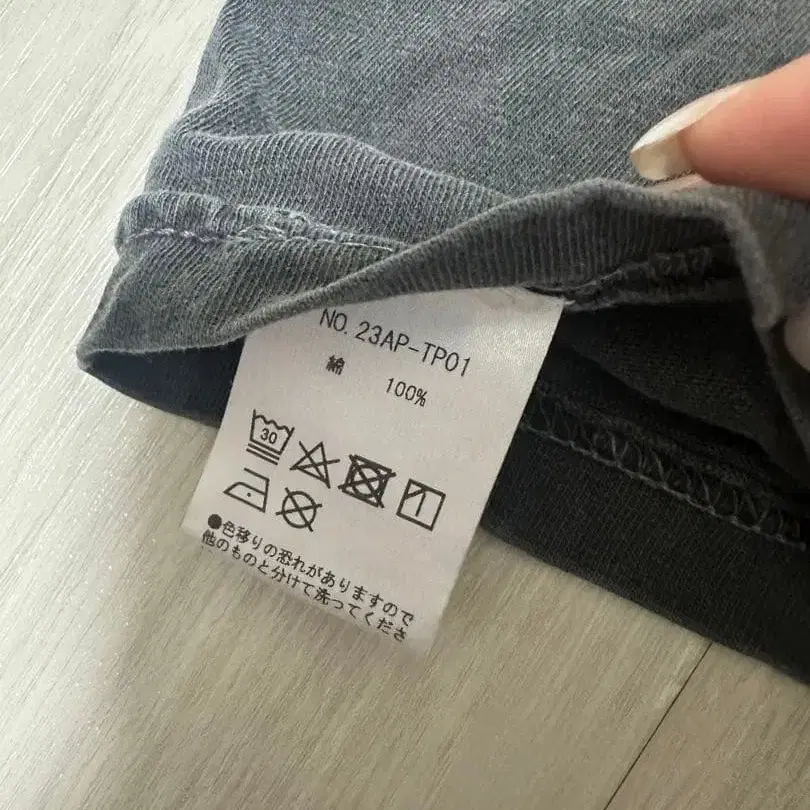 NO. 23AP-TP01
綿 100%
30
●色移りの恐れがありますので
他のものと分けて洗ってくださ